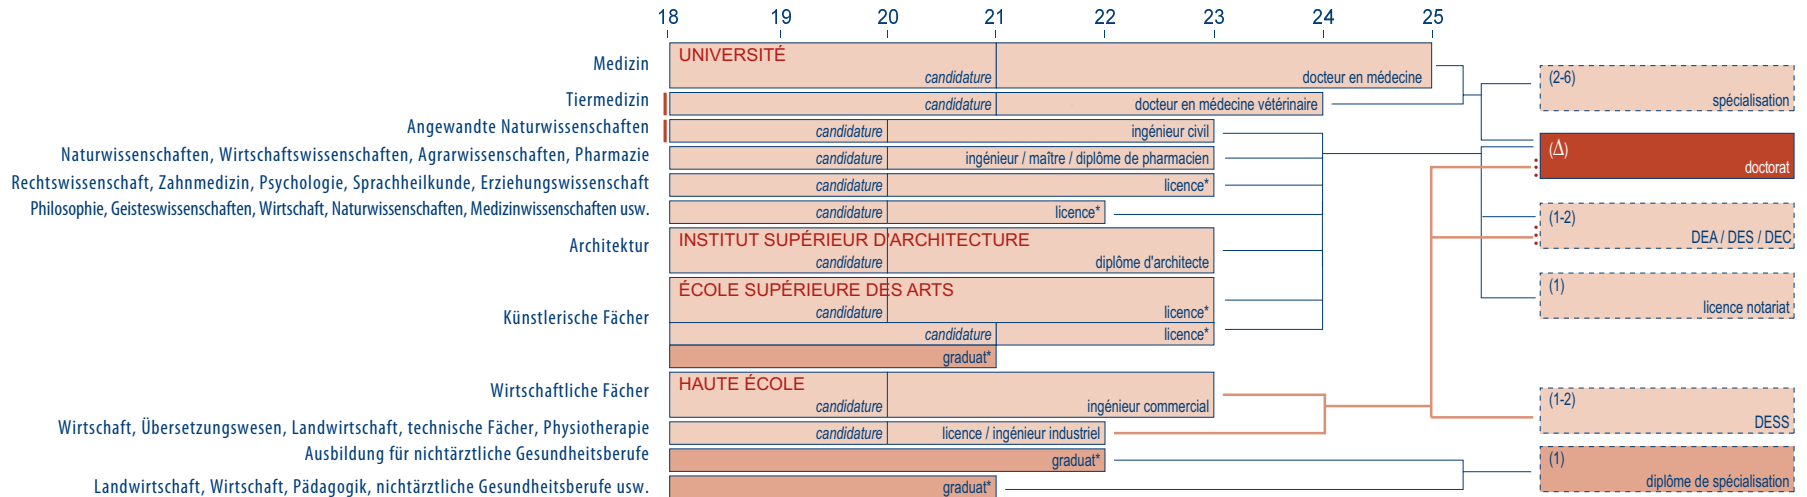 18 19 20 21 22 23 24 25
Medizin
UNIVERSITÉ
candidature
docteur en médecine
Tiermedizin
candidature
docteur en médecine vétérinaire
Angewandte Naturwissenschaften
candidature
ingénieur civil
Naturwissenschaften, Wirtschaftswissenschaften, Agrarwissenschaften, Pharmazie
candidature
ingénieur / maître / diplôme de pharmacien
Rechtswissenschaft, Zahnmedizin, Psychologie, Sprachheilkunde, Erziehungswissenschaft
candidature
licence*
Philosophie, Geisteswissenschaften, Wirtschaft, Naturwissenschaften, Medizinwissenschaften usw.
candidature
licence*
Architektur
INSTITUT SUPÉRIEUR D'ARCHITECTURE
candidature
diplôme d'architecte
Künstlerische Fächer
ÉCOLE SUPÉRIEURE DES ARTS
candidature
licence*
candidature
licence*
graduat*
Wirtschaftliche Fächer
HAUTE ÉCOLE
candidature
ingénieur commercial
Wirtschaft, Übersetzungswesen, Landwirtschaft, technische Fächer, Physiotherapie
candidature
licence / ingénieur industriel
Ausbildung für nichtärztliche Gesundheitsberufe
graduat*
Landwirtschaft, Wirtschaft, Pädagogik, nichtärztliche Gesundheitsberufe usw.
graduat*
(2-6)
spécialisation
(Δ)
doctorat
(1-2)
DEA / DES / DEC
(1)
licence notariat
(1-2)
DESS
(1)
diplôme de spécialisation